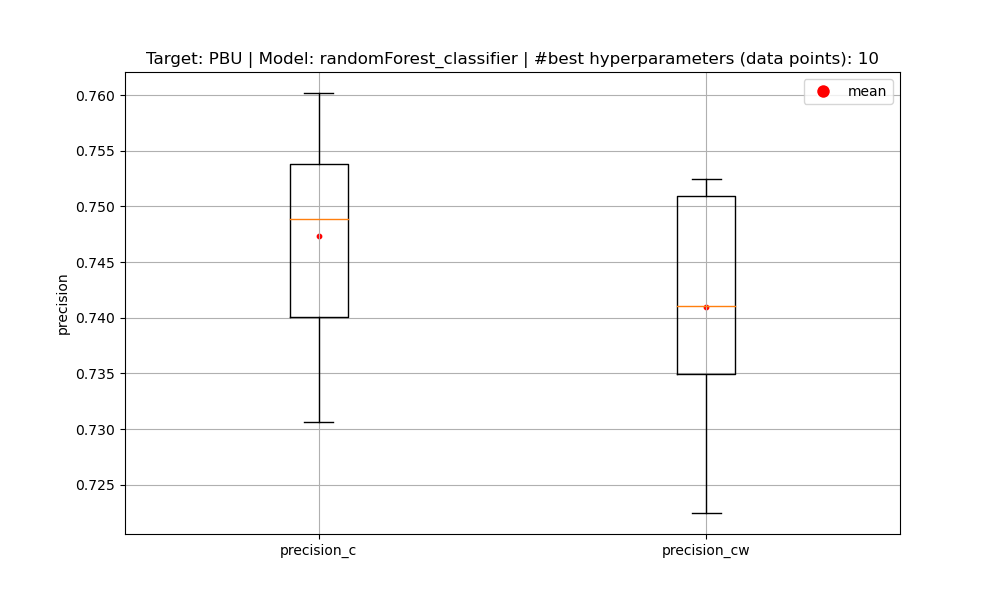 Target: PBU | Model: randomForest_classifier | #best hyperparameters (data points): 10
mean
0.760
0.755
0.750
0.745
0.740
0.735
0.730
0.725
precision
precision_c
precision_cw